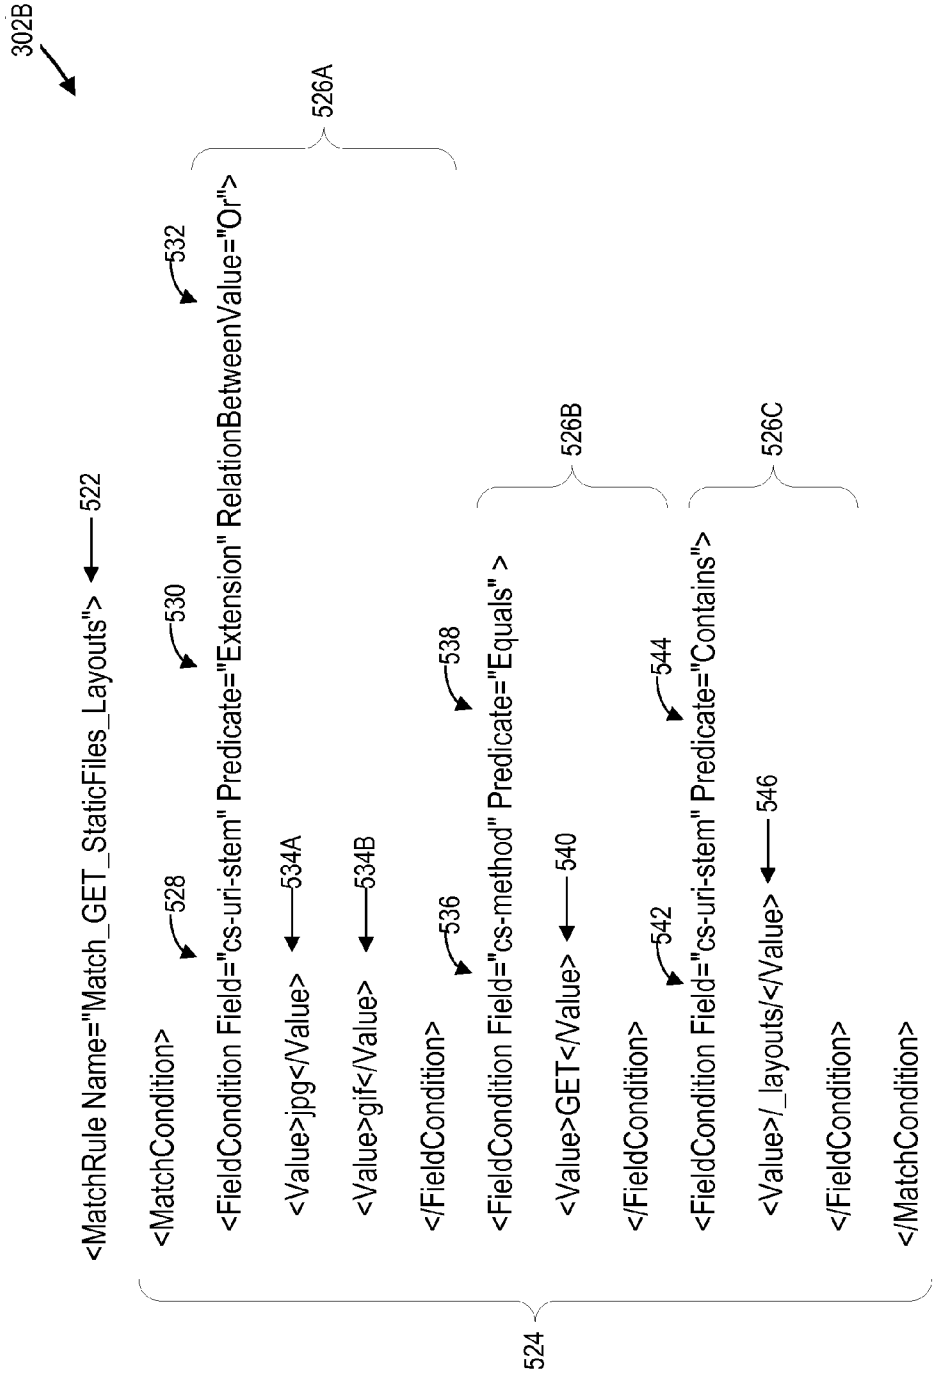 302B
<MatchRule Name="Match_GET_StaticFiles_Layouts"> 522
<MatchCondition>
528 530 532
<FieldCondition Field="cs-uri-stem" Predicate="Extension" RelationBetweenValue="Or">
<Value>jpg</Value> 534A
526A
<Value>gif</Value> 534B
</FieldCondition>
536 538
<FieldCondition Field="cs-method" Predicate="Equals" >
524
<Value>GET</Value> 540
526B
</FieldCondition>
542 544
<FieldCondition Field="cs-uri-stem" Predicate="Contains">
<Value>/_layouts/</Value> 546
526C
</FieldCondition>
</MatchCondition>